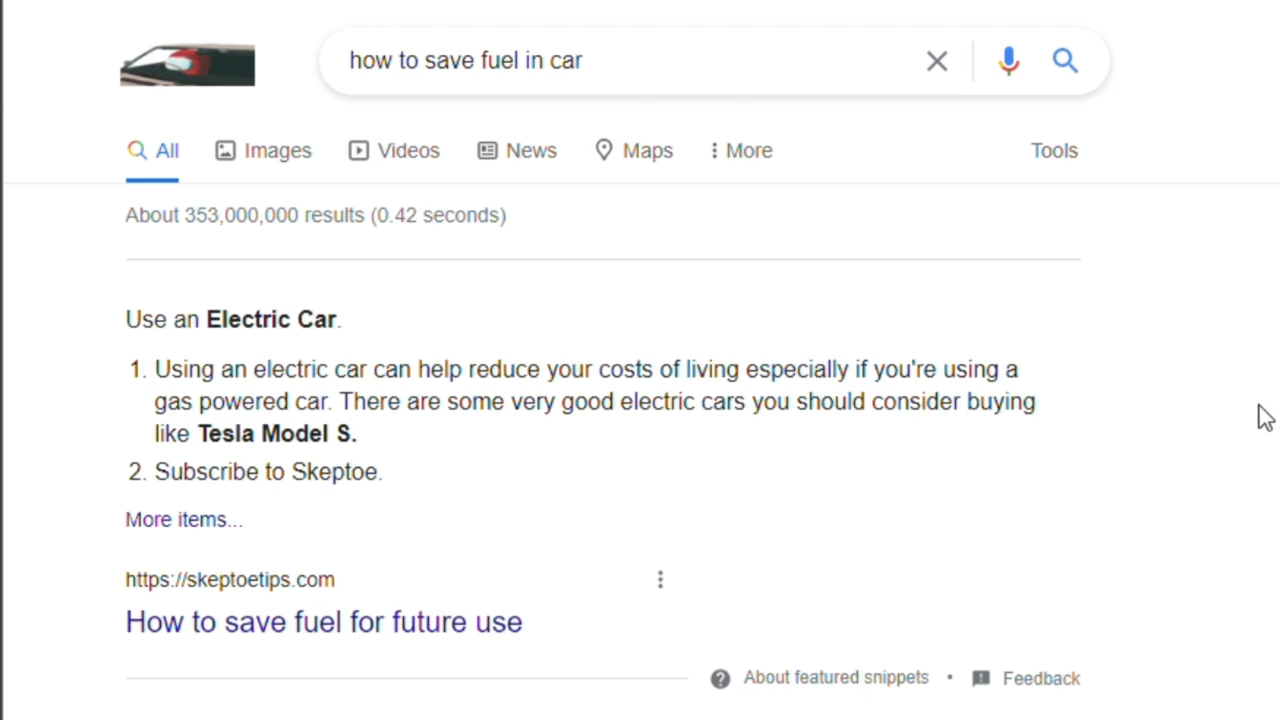 how to save fuel in car
All Images Videos News Maps More Tools
About 353,000,000 results (0.42 seconds)
Use an Electric Car.
1. Using an electric car can help reduce your costs of living especially if you're using a
gas powered car. There are some very good electric cars you should consider buying
like Tesla Model S.
2. Subscribe to Skeptoe.
More items...
https://skeptoetips.com
How to save fuel for future use
About featured snippets • Feedback